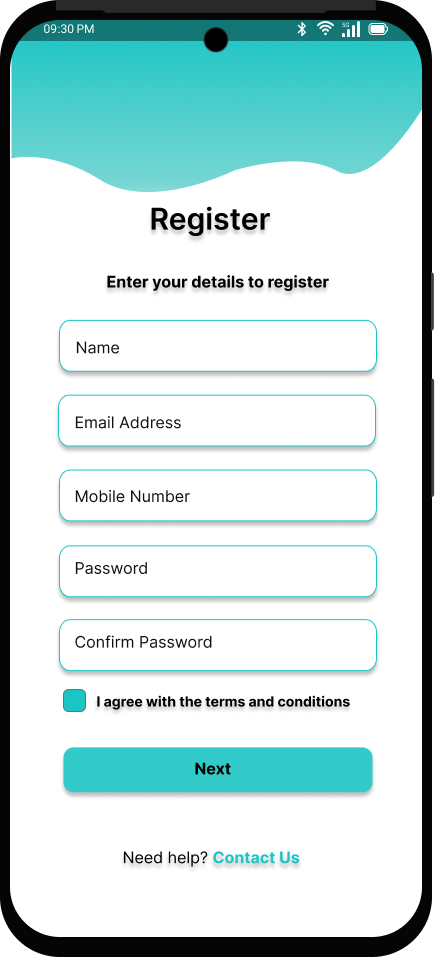 09:30 PM 5G
Register
Enter your details to register
Name
Email Address
Mobile Number
Password
Confirm Password
I agree with the terms and conditions
Next
Need help? Contact Us